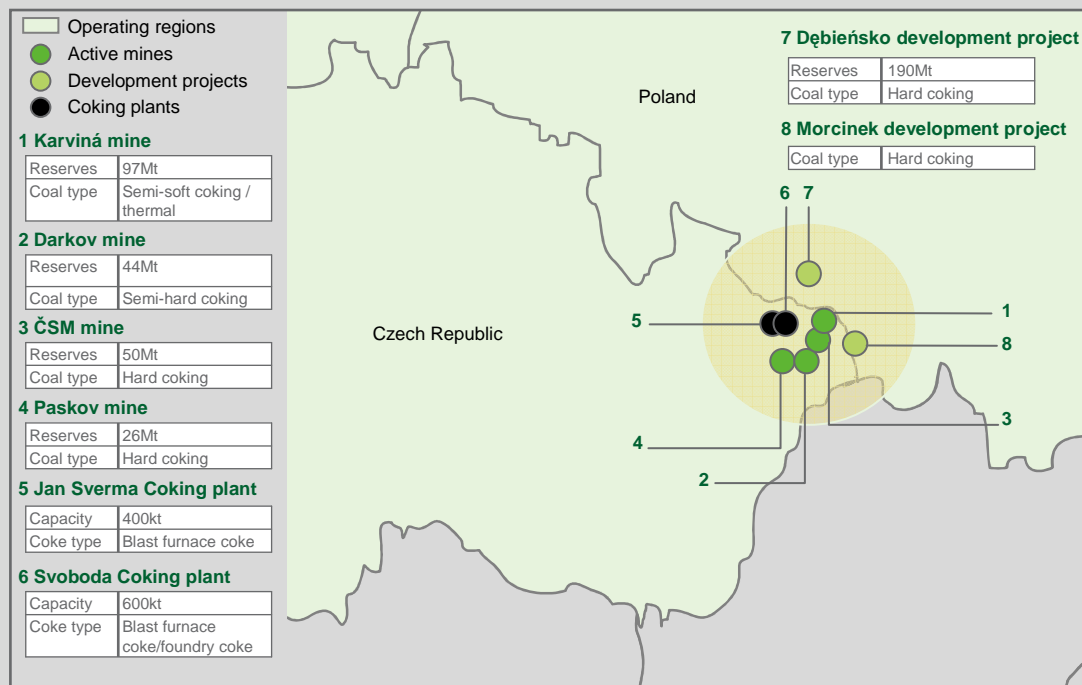 Operating regions
Active mines
Development projects
Coking plants
1 Karviná mine
Reserves 97Mt
Coal type Semi-soft coking /
thermal
2 Darkov mine
Reserves 44Mt
Coal type Semi-hard coking
3 ČSM mine
Reserves 50Mt
Coal type Hard coking
4 Paskov mine
Reserves 26Mt
Coal type Hard coking
5 Jan Sverma Coking plant
Capacity 400kt
Coke type Blast furnace coke
6 Svoboda Coking plant
Capacity 600kt
Coke type Blast furnace
coke/foundry coke
Poland
Czech Republic
7 Dębieńsko development project
Reserves 190Mt
Coal type Hard coking
8 Morcinek development project
Coal type Hard coking
6 7
5
1
8
3
4
2